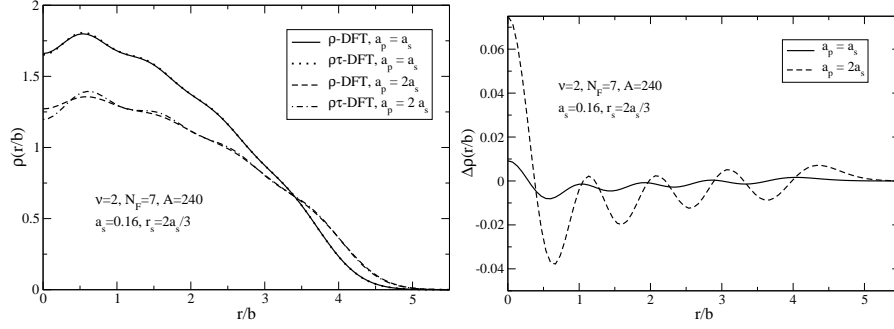 2
1.5
1
0.5
0
ρ(r/b)
0
1
2
3
4
5
r/b
ρ-DFT, a_p = a_s
ρτ-DFT, a_p = a_s
ρ-DFT, a_p = 2a_s
ρτ-DFT, a_p = 2 a_s
ν=2, N_F=7, A=240
a_s=0.16, r_s=2a_s/3
0.06
0.04
0.02
0
-0.02
-0.04
Δρ(r/b)
0
1
2
3
4
5
r/b
a_p = a_s
a_p = 2a_s
ν=2, N_F=7, A=240
a_s=0.16, r_s=2a_s/3